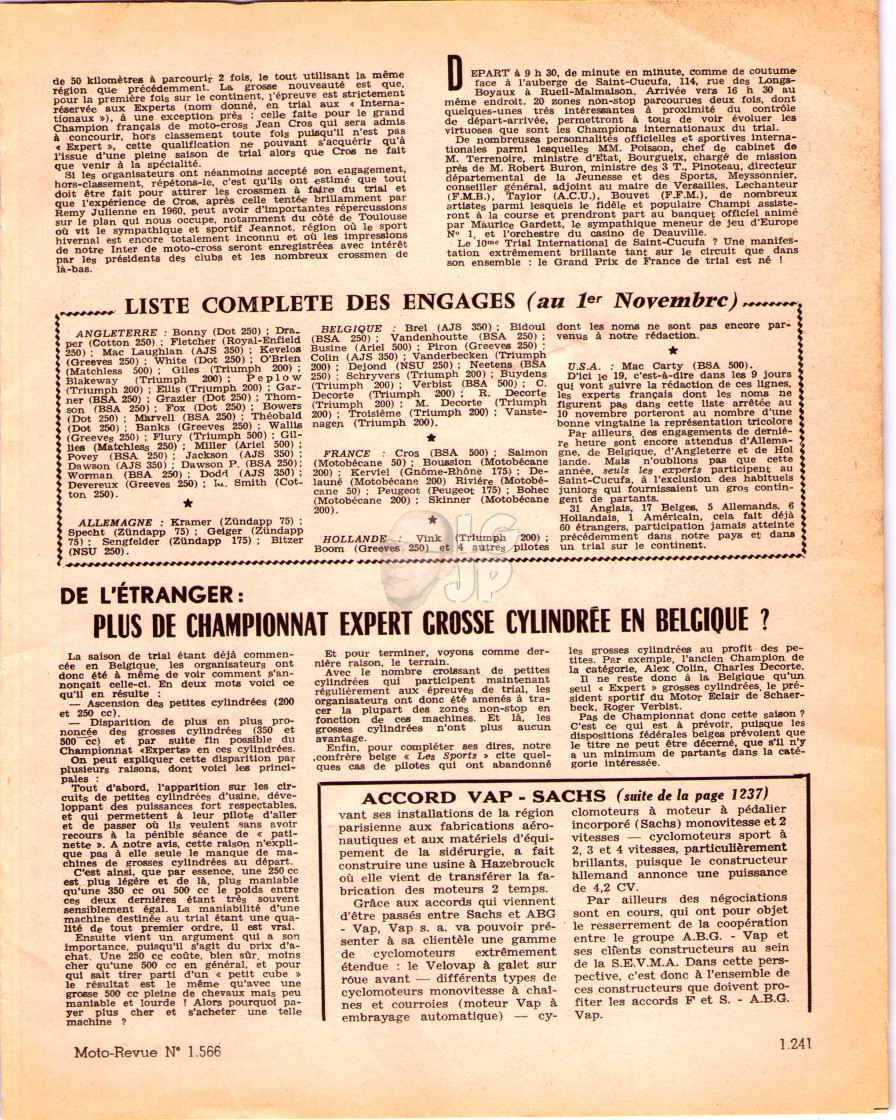 de 50 kilomètres à parcourir 2 fois, le tout utilisant la même
région que précédemment. La grosse nouveauté est que,
pour la première fois sur le continent, l'épreuve est strictement
réservée aux Experts (nom donné, en trial aux « Interna-
tionaux »), à une exception près : celle faite pour le grand
Champion français de moto-cross Jean Cros qui sera admis
à concourir, hors classement toute fois puisqu'il n'est pas
« Expert », cette qualification ne pouvant s'acquérir qu'à
l'issue d'une pleine saison de trial alors que Cros ne fait
que venir à la spécialité.
Si les organisateurs ont néanmoins accepté son engagement,
hors-classement, répétons-le, c'est qu'ils ont estimé que tout
doit être fait pour attirer les crossmen à faire du trial et
que l'expérience de Cros, après celle tentée brillamment par
Remy Julienne en 1960, peut avoir d'importantes répercussions
sur le plan qui nous occupe, notamment du côté de Toulouse
où vit le sympathique et sportif Jeannot, région où le sport
hivernal est encore totalement inconnu et où les impressions
de notre Inter de moto-cross seront enregistrées avec intérêt
par les présidents des clubs et les nombreux crossmen de
là-bas.
DEPART à 9 h 30, de minute en minute, comme de coutume
face à l'auberge de Saint-Cucufa, 114, rue des Longs-
Boyaux à Rueil-Malmaison. Arrivée vers 16 h 30 au
même endroit. 20 zones non-stop parcourues deux fois, dont
quelques-unes très intéressantes à proximité du contrôle
de départ-arrivée, permettront à tous de voir évoluer les
virtuoses que sont les Champions internationaux du trial.
De nombreuses personnalités officielles et sportives interna-
tionales parmi lesquelles MM. Poisson, chef de cabinet de
M. Terrenoire, ministre d'Etat, Bourgueix, chargé de mission
près de M. Robert Buron, ministre des 3 T., Pinoteau, directeur
départemental de la Jeunesse et des Sports, Meyssonnier,
conseiller général, adjoint au maire de Versailles, Lechanteur
(F.M.B.), Taylor (A.C.U.), Bouvet (F.F.M.), de nombreux
artistes parmi lesquels le fidèle et populaire Champi assiste-
ront à la course et prendront part au banquet officiel animé
par Maurice Gardett, le sympathique meneur de jeu d'Europe
N° 1, et l'orchestre du casino de Deauville.
Le 10me Trial International de Saint-Cucufa ? Une manifes-
tation extrêmement brillante tant sur le circuit que dans
son ensemble : le Grand Prix de France de trial est né !
LISTE COMPLETE DES ENGAGES (au 1er Novembre)
ANGLETERRE : Bonny (Dot 250) ; Dra-
per (Cotton 250) ; Fletcher (Royal-Enfield
250) ; Mac Laughlan (AJS 350) ; Kevelos
(Greeves 250) ; White (Dot 250) ; O'Brien
(Matchless 500) ; Giles (Triumph 200) ;
Blakeway (Triumph 200) ; Peplow
(Triumph 200) ; Ellis (Triumph 200) ; Gar-
ner (BSA 250) ; Grazier (Dot 250) ; Thom-
son (BSA 250) ; Fox (Dot 250) ; Bowers
(Dot 250) ; Marvell (BSA 250) ; Théobald
(Dot 250) ; Banks (Greeves 250) ; Wallis
(Greeves 250) ; Flury (Triumph 500) ; Gil-
lies (Matchless 250) ; Miller (Ariel 500) ;
Povey (BSA 250) ; Jackson (AJS 350) ;
Dawson (AJS 350) ; Dawson P. (BSA 250) ;
Worman (BSA 250) ; Dodd (AJS 350) ;
Devereux (Greeves 250) ; Smith (Cot-
ton 250).
★
ALLEMAGNE : Kramer (Zündapp 75) ;
Specht (Zündapp 75) ; Geiger (Zündapp
75) ; Sengfelder (Zündapp 175) ; Bitzer
(NSU 250).
BELGIQUE : Brel (AJS 350) ; Bidoul
(BSA 250) ; Vandenhoutte (BSA 250) ;
Busine (Ariel 500) ; Piron (Greeves 250) ;
Colin (AJS 350) ; Vanderbecken (Triumph
200) ; Dejond (NSU 250) ; Neetens (BSA
250) ; Schryvers (Triumph 200) ; Buydens
(Triumph 200) ; Verbist (BSA 500) ; C.
Decorte (Triumph 200) ; R. Decorte
(Triumph 200) ; M. Decorte (Triumph
200) ; Troisième (Triumph 200) ; Vanste-
nagen (Triumph 200).
★
FRANCE : Cros (BSA 500) ; Salmon
(Motobécane 50) ; Boussion (Motobécane
200) ; Kerviel (Gnôme-Rhône 175) ; De-
launé (Motobécane 200) Rivière (Motobé-
cane 50) ; Peugeot (Peugeot 175) ; Bohec
(Motobécane 200) ; Skinner (Motobécane
200).
★
HOLLANDE : Vink (Triumph 200) ;
Boom (Greeves 250) et 4 autres pilotes
dont les noms ne sont pas encore par-
venus à notre rédaction.
★
U.S.A. : Mac Carty (BSA 500).
D'ici le 19, c'est-à-dire dans les 9 jours
qui vont suivre la rédaction de ces lignes,
les experts français dont les noms ne
figurent pas dans cette liste arrêtée au
10 novembre porteront au nombre d'une
bonne vingtaine la représentation tricolore
Par ailleurs, des engagements de derniè-
re heure sont encore attendus d'Allema-
gne, de Belgique, d'Angleterre et de Hol
lande. Mais n'oublions pas que cette
année, seuls les experts participent au
Saint-Cucufa, à l'exclusion des habituels
juniors qui fournissaient un gros contin-
gent de partants.
31 Anglais, 17 Belges, 5 Allemands, 6
Hollandais, 1 Américain, cela fait déjà
60 étrangers, participation jamais atteinte
précédemment dans notre pays et dans
un trial sur le continent.
JC
JP
DE L'ÉTRANGER :
PLUS DE CHAMPIONNAT EXPERT GROSSE CYLINDRÉE EN BELGIQUE ?
La saison de trial étant déjà commen-
cée en Belgique, les organisateurs ont
donc été à même de voir comment s'an-
nonçait celle-ci. En deux mots voici ce
qu'il en résulte :
— Ascension des petites cylindrées (200
et 250 cc).
— Disparition de plus en plus pro-
noncée des grosses cylindrées (350 et
500 cc) et par suite fin possible du
Championnat «Experts» en ces cylindrées.
On peut expliquer cette disparition par
plusieurs raisons, dont voici les princi-
pales :
Tout d'abord, l'apparition sur les cir-
cuits de petites cylindrées d'usine, déve-
loppant des puissances fort respectables,
et qui permettent à leur pilote d'aller
et de passer où ils veulent sans avoir
recours à la pénible séance de « pati-
nette ». A notre avis, cette raison n'expli-
que pas à elle seule le manque de ma-
chines de grosses cylindrées au départ.
C'est ainsi, que par essence, une 250 cc
est plus légère et de là, plus maniable
qu'une 350 cc ou 500 cc le poids entre
ces deux dernières étant très souvent
sensiblement égal. La maniabilité d'une
machine destinée au trial étant une qua-
lité de tout premier ordre, il est vrai.
Ensuite vient un argument qui a son
importance, puisqu'il s'agit du prix d'a-
chat. Une 250 cc coûte, bien sûr, moins
cher qu'une 500 cc en général, et pour
qui sait tirer parti d'un « petit cube »
le résultat est le même qu'avec une
grosse 500 cc pleine de chevaux mais peu
maniable et lourde ! Alors pourquoi pa-
yer plus cher et s'acheter une telle
machine ?
Et pour terminer, voyons comme der-
nière raison, le terrain.
Avec le nombre croissant de petites
cylindrées qui participent maintenant
régulièrement aux épreuves de trial, les
organisateurs ont donc été amenés à tra-
cer la plupart des zones non-stop en
fonction de ces machines. Et là, les
grosses cylindrées n'ont plus aucun
avantage.
Enfin, pour compléter ses dires, notre
confrère belge « Les Sports » cite quel-
ques cas de pilotes qui ont abandonné
les grosses cylindrées au profit des pe-
tites. Par exemple, l'ancien Champion de
la catégorie, Alex Colin, Charles Decorte.
Il ne reste donc à la Belgique qu'un
seul « Expert » grosses cylindrées, le pré-
sident sportif du Motor Eclair de Schaer-
beck, Roger Verbist.
Pas de Championnat donc cette saison ?
C'est ce qui est à prévoir, puisque les
dispositions fédérales belges prévoient que
le titre ne peut être décerné, que s'il n'y
a un minimum de partants dans la caté-
gorie intéressée.
ACCORD VAP - SACHS (suite de la page 1237)
vant ses installations de la région
parisienne aux fabrications aéro-
nautiques et aux matériels d'équi-
pement de la sidérurgie, a fait
construire une usine à Hazebrouck
où elle vient de transférer la fa-
brication des moteurs 2 temps.
Grâce aux accords qui viennent
d'être passés entre Sachs et ABG
- Vap, Vap s. a. va pouvoir pré-
senter à sa clientèle une gamme
de cyclomoteurs extrêmement
étendue : le Velovap à galet sur
roue avant — différents types de
cyclomoteurs monovitesse à chaî-
nes et courroies (moteur Vap à
embrayage automatique) — cy-
clomoteurs à moteur à pédalier
incorporé (Sachs) monovitesse et 2
vitesses — cyclomoteurs sport à
2, 3 et 4 vitesses, particulièrement
brillants, puisque le constructeur
allemand annonce une puissance
de 4,2 CV.
Par ailleurs des négociations
sont en cours, qui ont pour objet
le resserrement de la coopération
entre le groupe A.B.G. - Vap et
ses clients constructeurs au sein
de la S.E.V.M.A. Dans cette pers-
pective, c'est donc à l'ensemble de
ces constructeurs que doivent pro-
fiter les accords F et S. - A.B.G.
Vap.
Moto-Revue N° 1.566
1.241